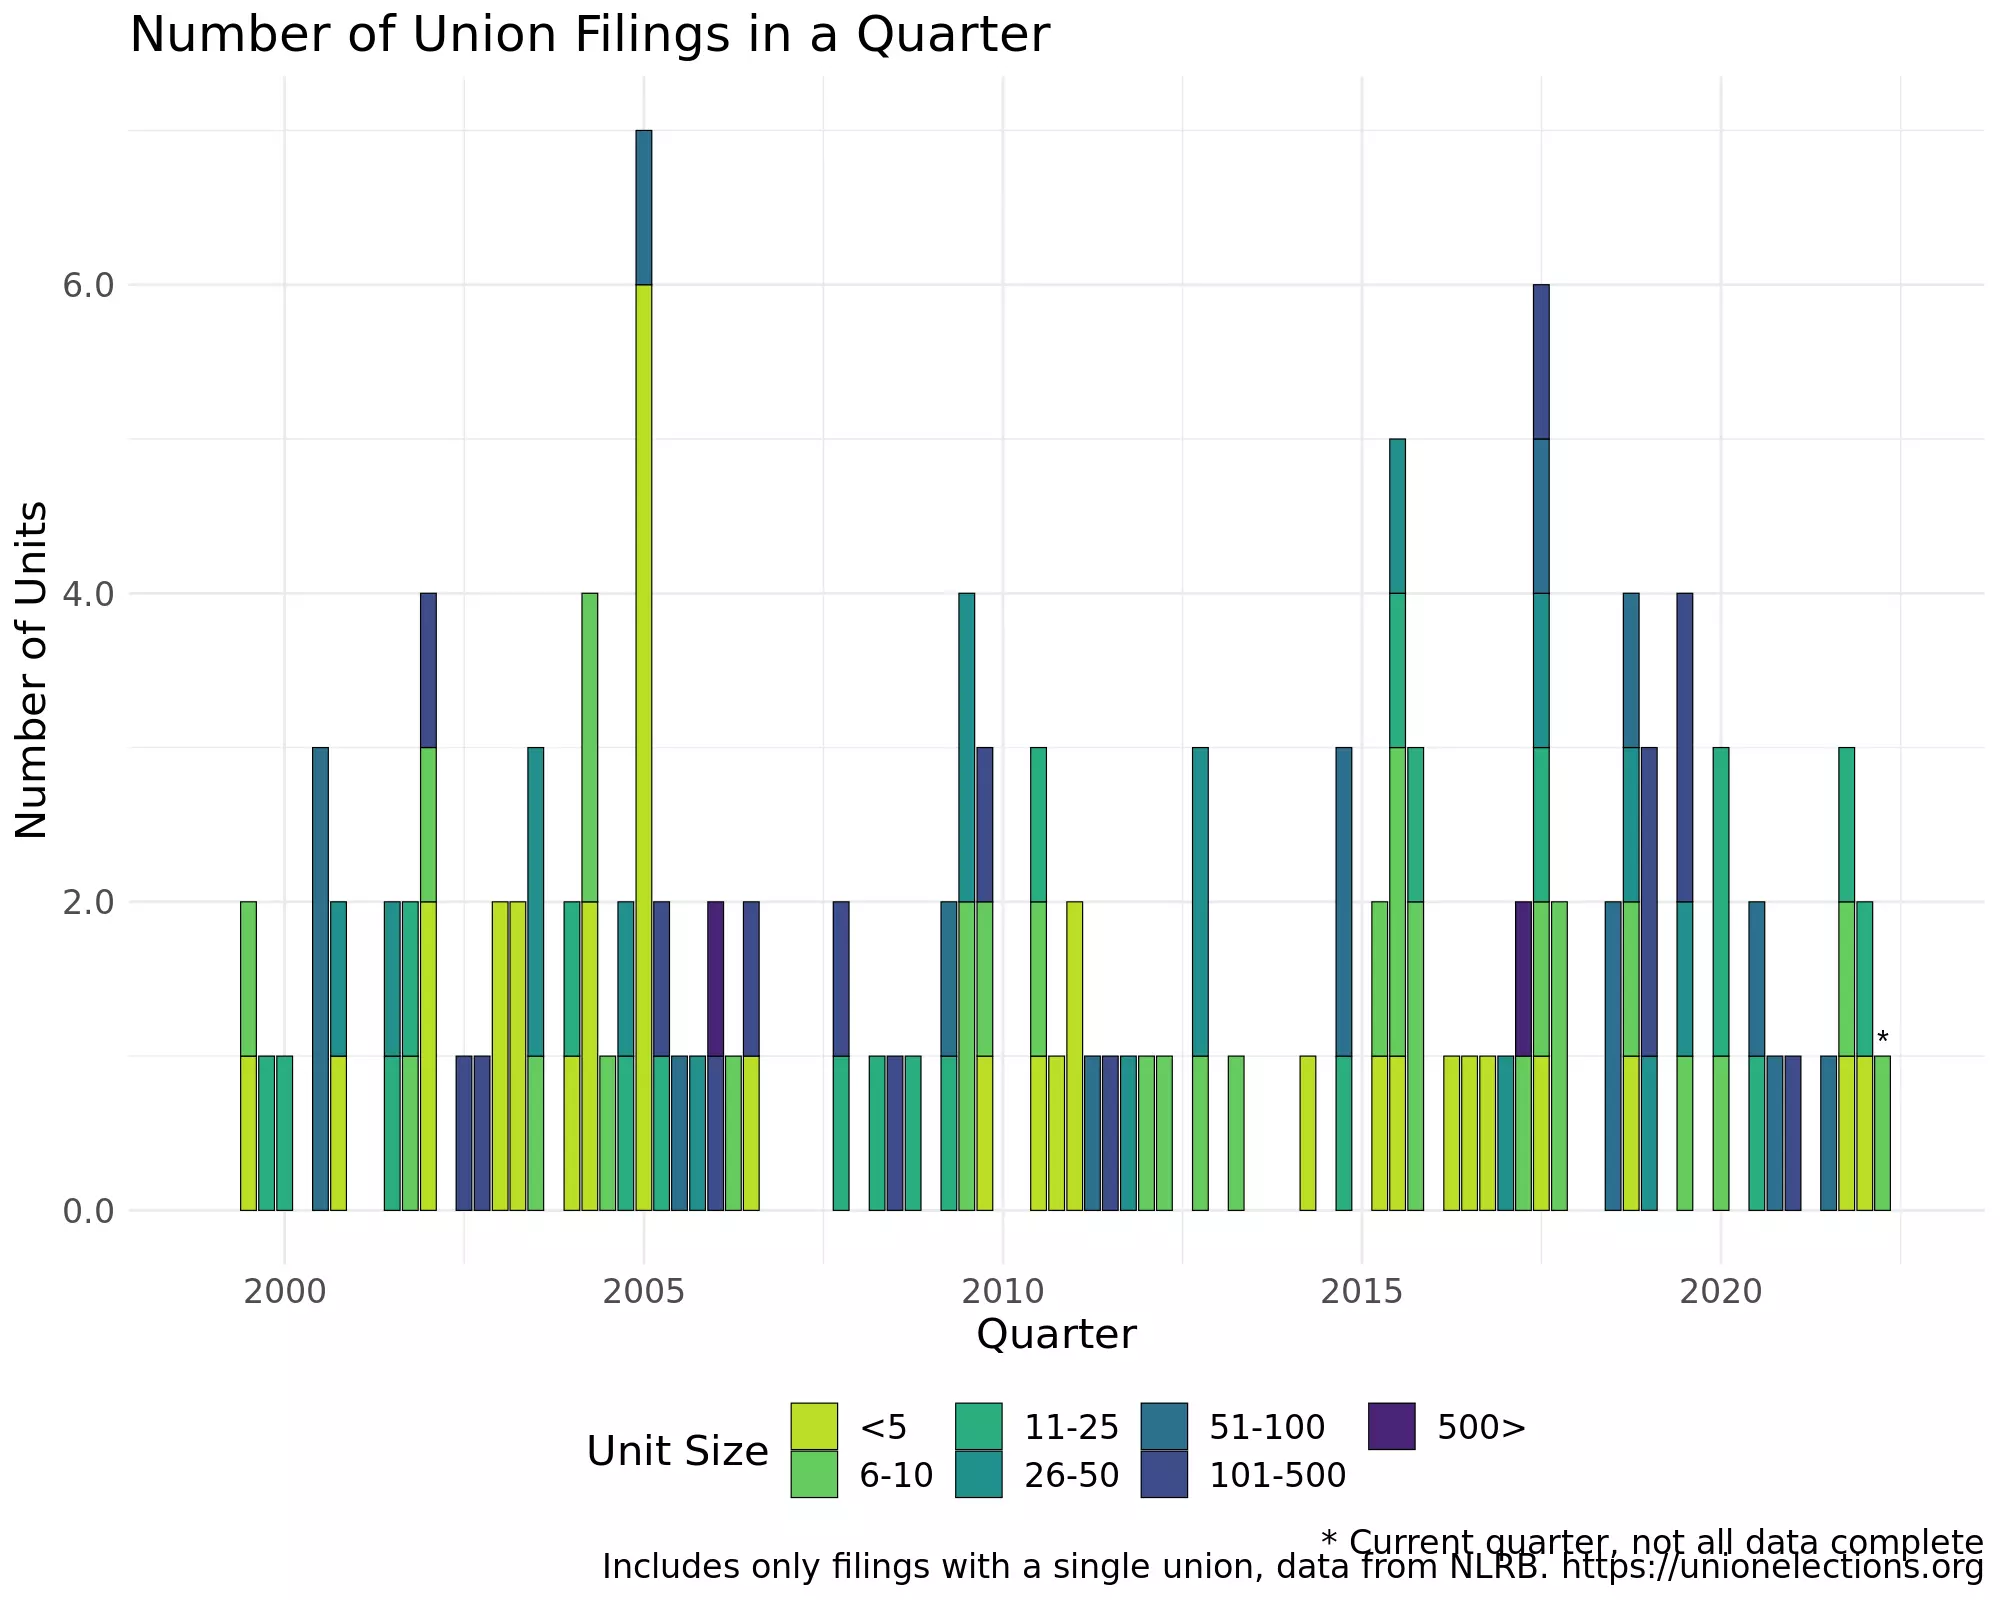 Number of Union Filings in a Quarter
Number of Units
6.0
4.0
2.0
0.0
*
2000 2005 2010 2015 2020
Quarter
Unit Size
<5 11-25 51-100 500>
6-10 26-50 101-500
* Current quarter, not all data complete
Includes only filings with a single union, data from NLRB. https://unionelections.org